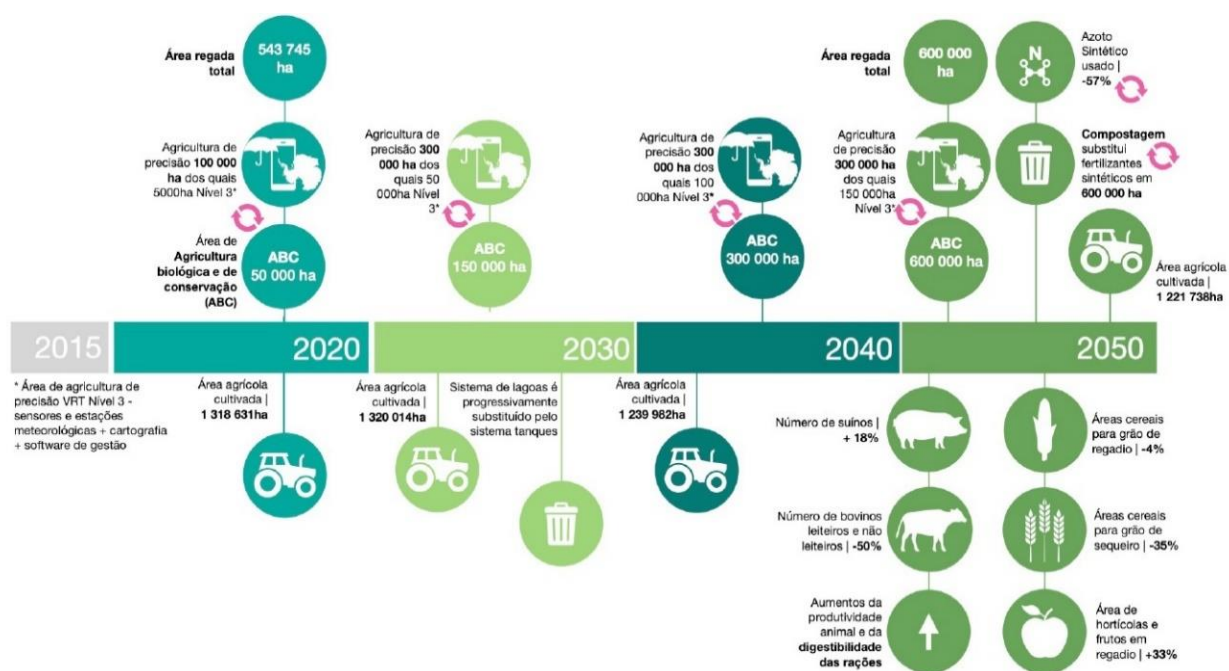 Área regada
total
543 745
ha
Agricultura de
precisão 100 000
ha dos quais
5000ha Nível 3*
Área de
Agricultura
biológica e de
conservação
(ABC)
ABC
50 000 ha
Agricultura de
precisão 300
000 ha dos
quais 50
000ha Nível
3*
ABC
150 000 ha
Agricultura de
precisão 300
000 ha dos
quais 100
000ha Nível 3*
ABC
300 000 ha
Área regada
total
600 000
ha
Agricultura
de precisão
300 000 ha
dos quais
150 000ha
Nível 3*
ABC
600 000 ha
N
Azoto
Sintético
usado |
-57%
Compostagem
substitui
fertilizantes
sintéticos em
600 000 ha
Área agrícola
cultivada |
1 221 738ha
2015
2020
2030
2040
2050
* Área de agricultura de
precisão VRT Nível 3 -
sensores e estações
meteorológicas + cartografia
+ software de gestão
Área agrícola
cultivada |
1 318 631ha
Área agrícola
cultivada |
1 320 014ha
Sistema de lagoas é
progressivamente
substituído pelo
sistema tanques
Área agrícola
cultivada |
1 239 982ha
Número de suínos |
+ 18%
Áreas cereais
para grão de
regadio | -4%
Número de bovinos
leiteiros e não
leiteiros | -50%
Áreas cereais
para grão de
sequeiro | -35%
Aumentos da
produtividade
animal e da
digestibilidade
das rações
Área de
hortícolas e
frutos em
regadio | +33%